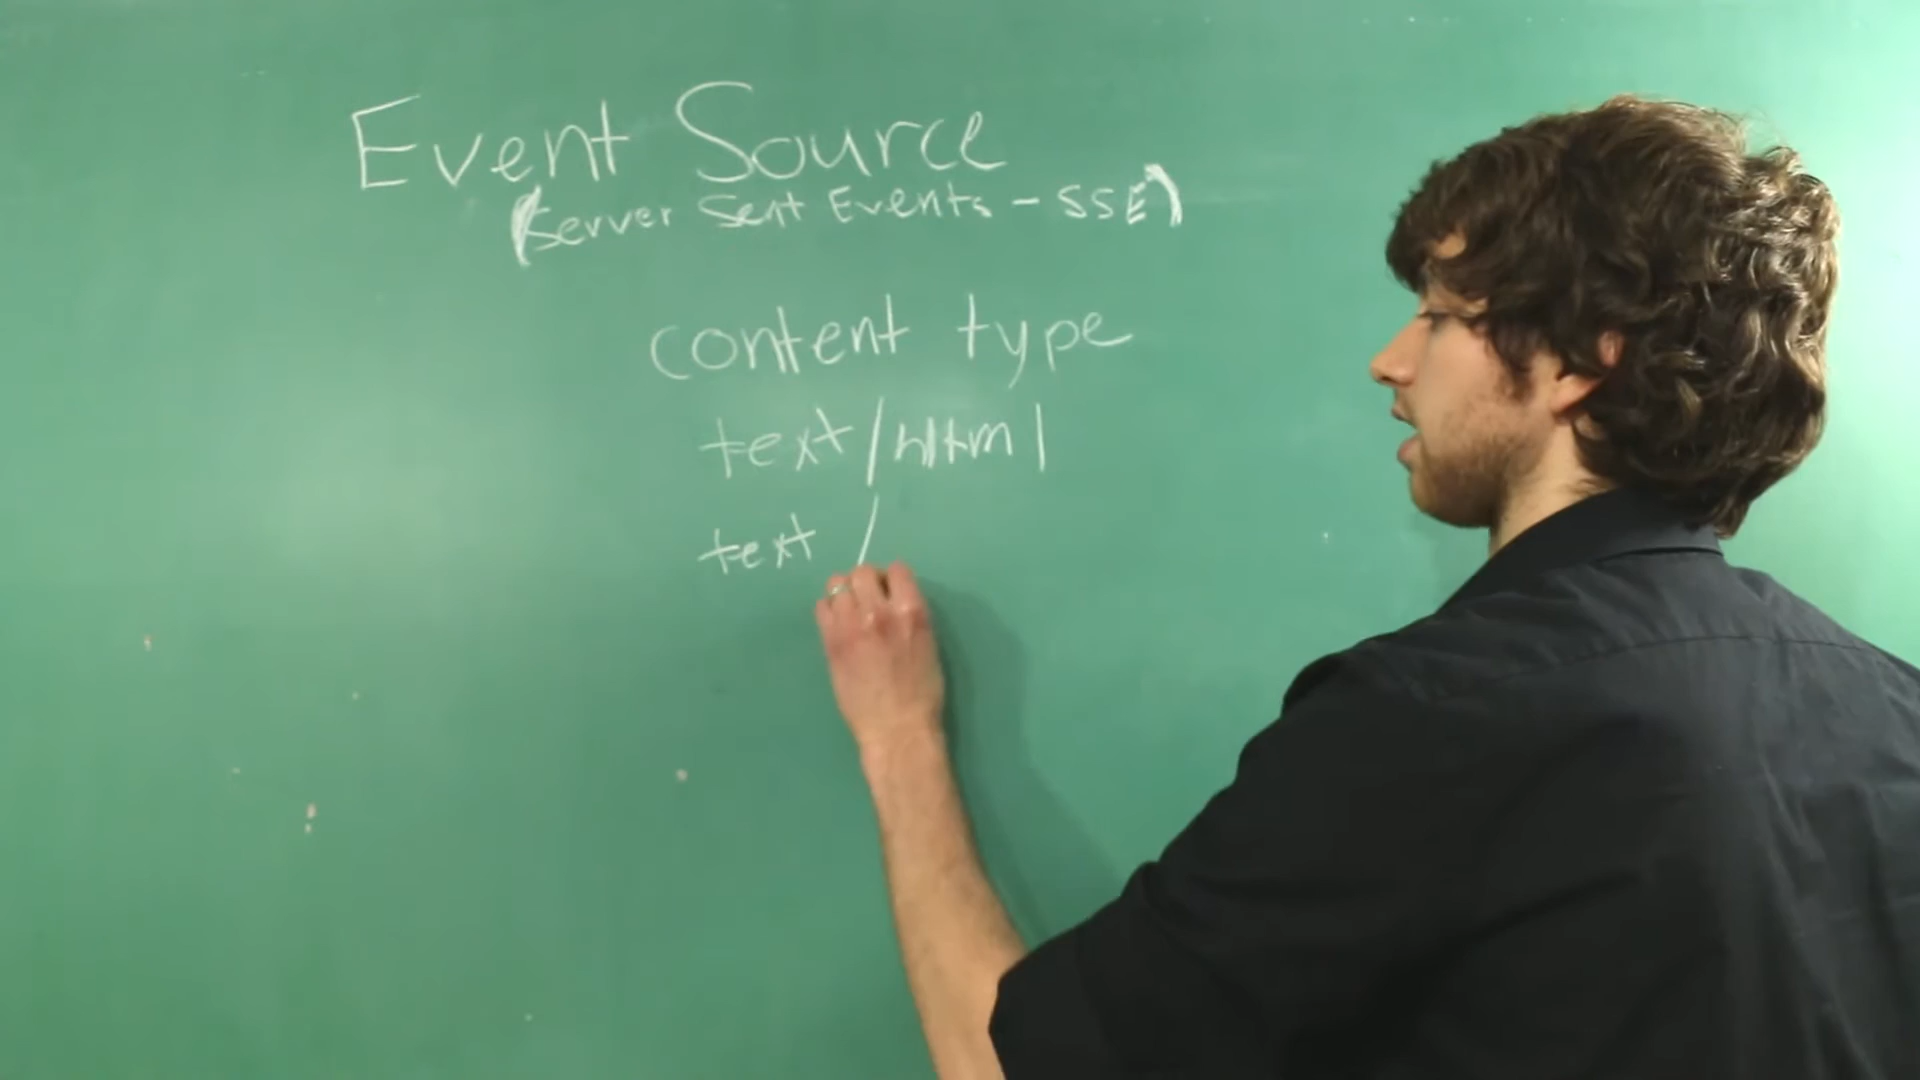 Event Source
(Server Sent Events - SSE)
content type
text/html
text /